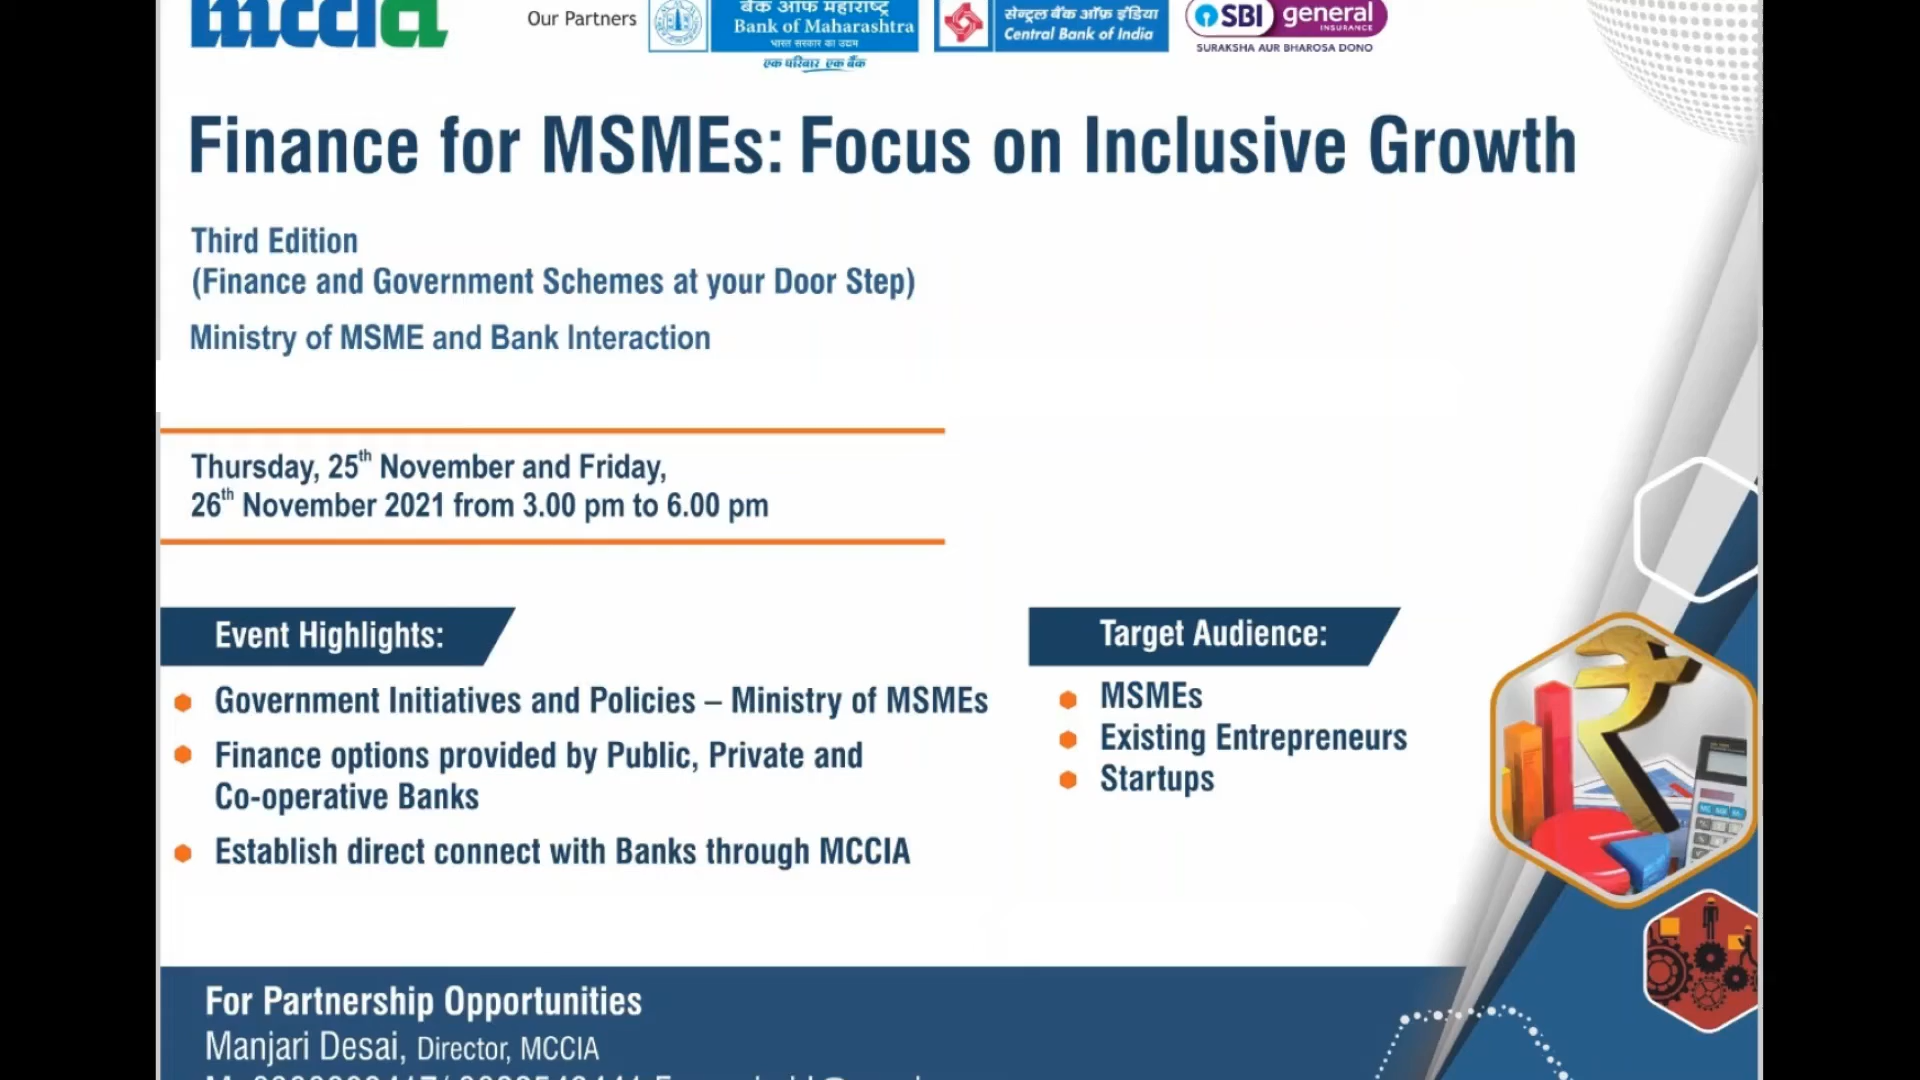 mccia
Our Partners
बैंक ऑफ महाराष्ट्र
Bank of Maharashtra
भारत सरकार का उद्यम
एक परिवार एक बैंक
सेन्ट्रल बैंक ऑफ़ इंडिया
Central Bank of India
SBI general
INSURANCE
SURAKSHA AUR BHAROSA DONO
Finance for MSMEs: Focus on Inclusive Growth
Third Edition
(Finance and Government Schemes at your Door Step)
Ministry of MSME and Bank Interaction
Thursday, 25th November and Friday,
26th November 2021 from 3.00 pm to 6.00 pm
Event Highlights:
Government Initiatives and Policies – Ministry of MSMEs
Finance options provided by Public, Private and
Co-operative Banks
Establish direct connect with Banks through MCCIA
Target Audience:
MSMEs
Existing Entrepreneurs
Startups
For Partnership Opportunities
Manjari Desai, Director, MCCIA